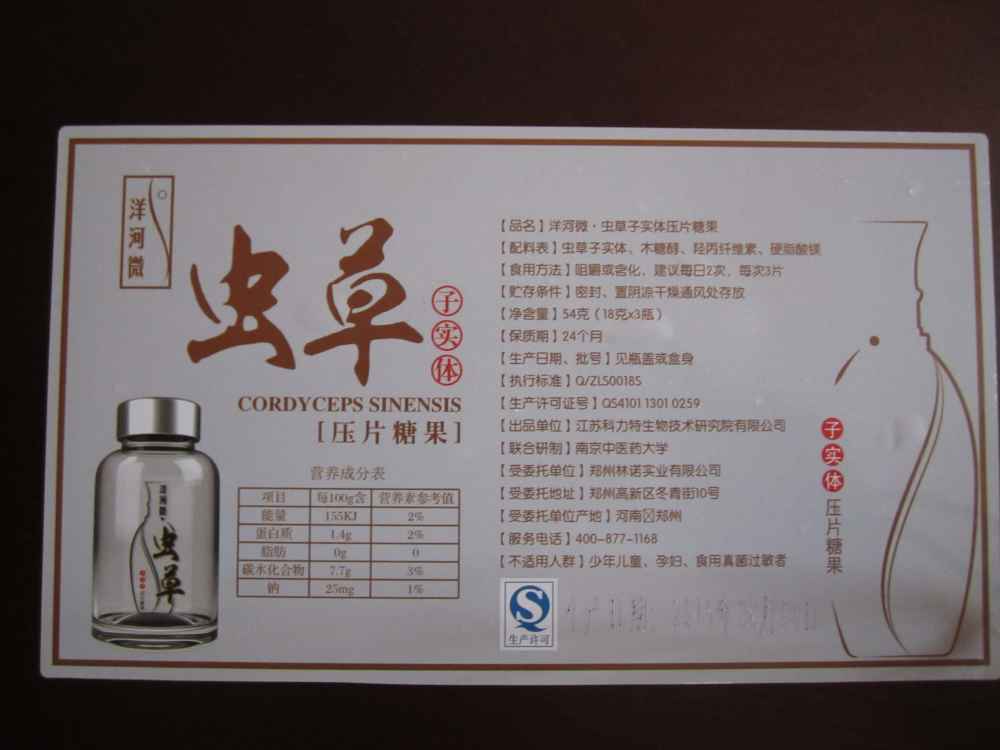 洋河微
虫草
子实体
CORDYCEPS SINENSIS
[压片糖果]
营养成分表
项目 每100g含 营养素参考值
能量 155KJ 2%
蛋白质 1.4g 2%
脂肪 0g 0
碳水化合物 7.7g 3%
钠 25mg 1%
虫草
【品名】洋河微·虫草子实体压片糖果
【配料表】虫草子实体、木糖醇、羟丙纤维素、硬脂酸镁
【食用方法】咀嚼或含化，建议每日2次，每次3片
【贮存条件】密封、置阴凉干燥通风处存放
【净含量】54克（18克x3瓶）
【保质期】24个月
【生产日期、批号】见瓶盖或盒身
【执行标准】Q/ZLS0018S
【生产许可证号】QS4101 1301 0259
【出品单位】江苏科力特生物技术研究院有限公司
【联合研制】南京中医药大学
【受委托单位】郑州林诺实业有限公司
【受委托地址】郑州高新区冬青街10号
【受委托单位产地】河南☒郑州
【服务电话】400-877-1168
【不适用人群】少年儿童、孕妇、食用真菌过敏者
生产许可
生产日期:
子实体压片糖果